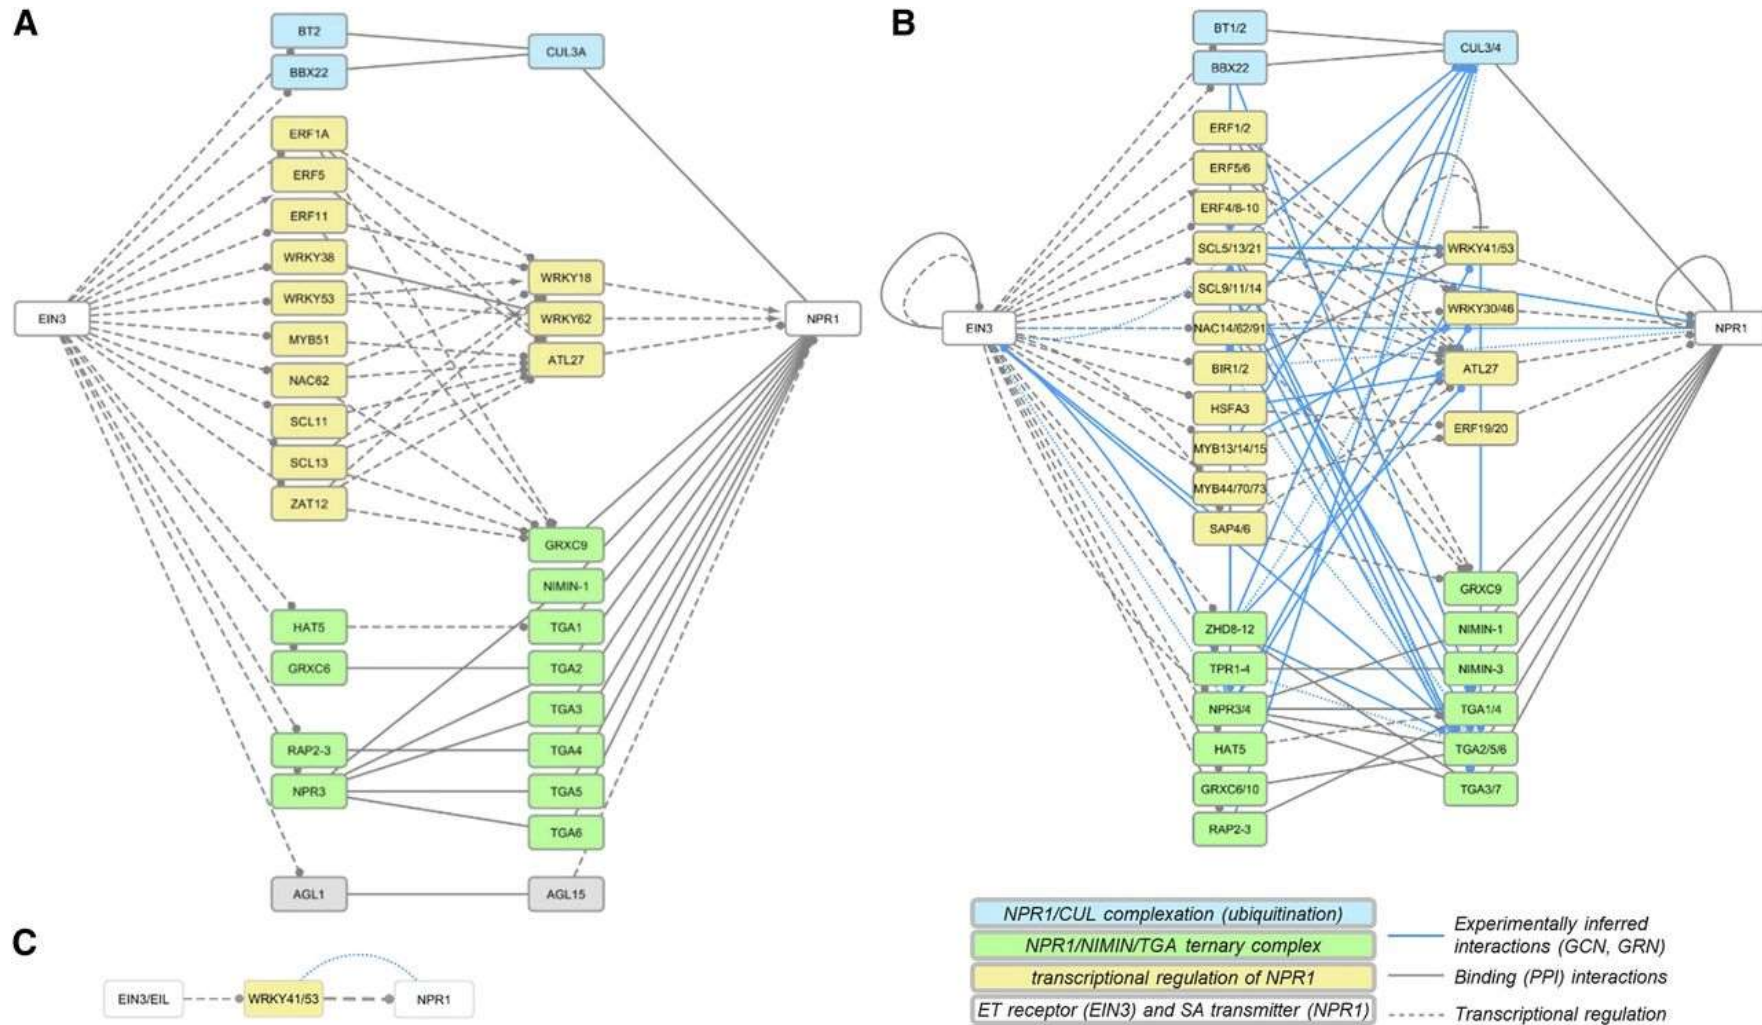 A
BT2
BBX22
CUL3A
ERF1A
ERF5
ERF11
WRKY38
WRKY53
MYB51
NAC62
SCL11
SCL13
ZAT12
EIN3
WRKY18
WRKY62
ATL27
NPR1
HAT5
GRXC6
RAP2-3
NPR3
AGL1
GRXC9
NIMIN-1
TGA1
TGA2
TGA3
TGA4
TGA5
TGA6
AGL15
B
BT1/2
BBX22
CUL3/4
ERF1/2
ERF5/6
ERF4/8-10
SCL5/13/21
SCL9/11/14
NAC14/62/91
BIR1/2
HSFA3
MYB13/14/15
MYB44/70/73
SAP4/6
EIN3
WRKY41/53
WRKY30/46
ATL27
ERF19/20
NPR1
ZHD8-12
TPR1-4
NPR3/4
HAT5
GRXC6/10
RAP2-3
GRXC9
NIMIN-1
NIMIN-3
TGA1/4
TGA2/5/6
TGA3/7
C
EIN3/EIL
WRKY41/53
NPR1
NPR1/CUL complexation (ubiquitination)
NPR1/NIMIN/TGA ternary complex
transcriptional regulation of NPR1
ET receptor (EIN3) and SA transmitter (NPR1)
Experimentally inferred
interactions (GCN, GRN)
Binding (PPI) interactions
Transcriptional regulation